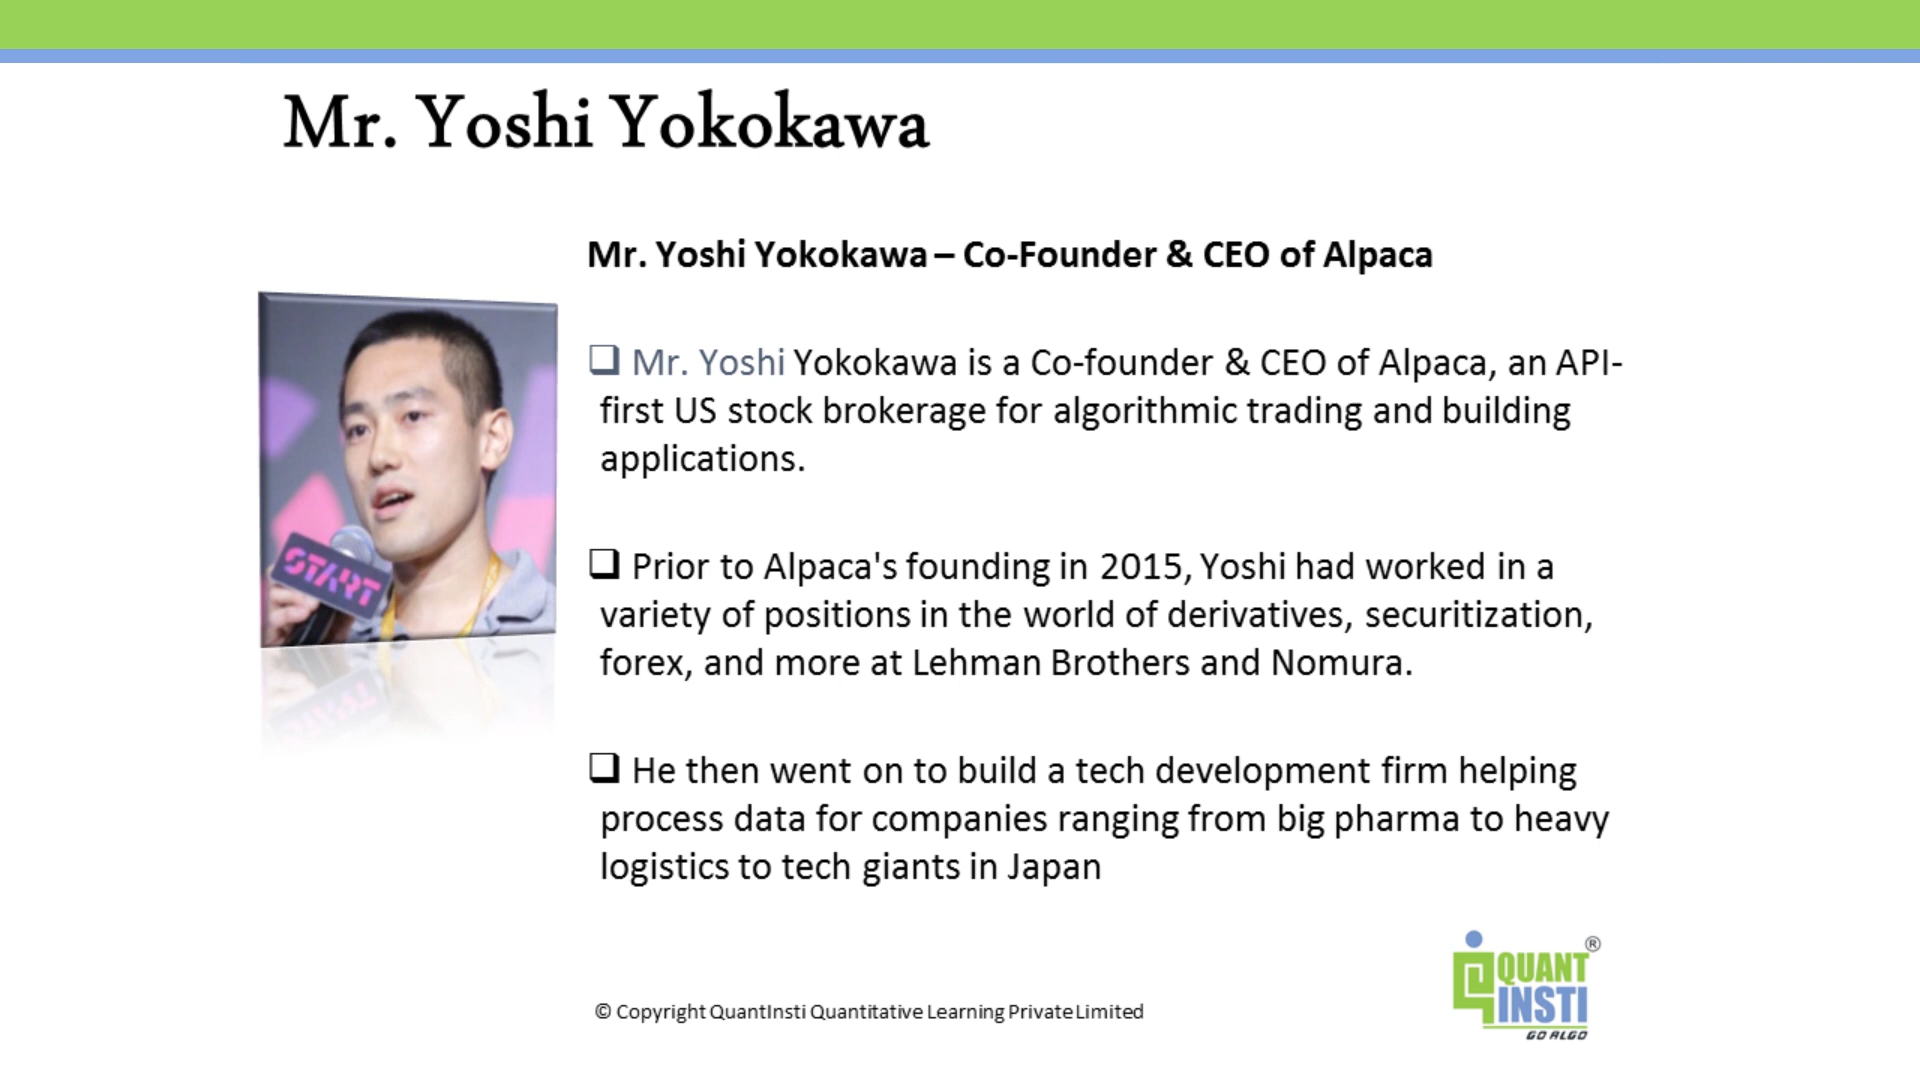 Mr. Yoshi Yokokawa
Mr. Yoshi Yokokawa – Co-Founder & CEO of Alpaca
❑ Mr. Yoshi Yokokawa is a Co-founder & CEO of Alpaca, an API-
first US stock brokerage for algorithmic trading and building
applications.
START
❑ Prior to Alpaca's founding in 2015, Yoshi had worked in a
variety of positions in the world of derivatives, securitization,
forex, and more at Lehman Brothers and Nomura.
❑ He then went on to build a tech development firm helping
process data for companies ranging from big pharma to heavy
logistics to tech giants in Japan
QUANT®
INSTI
GO ALGO
© Copyright QuantInsti Quantitative Learning Private Limited